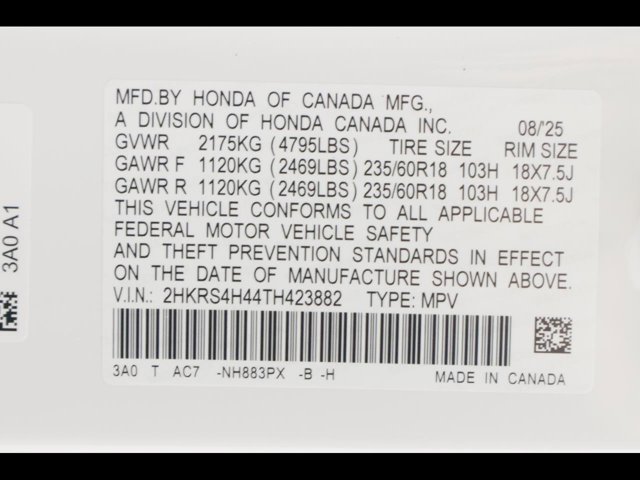 MFD.BY HONDA OF CANADA MFG.,
A DIVISION OF HONDA CANADA INC. 08/'25
GVWR 2175KG (4795LBS) TIRE SIZE RIM SIZE
GAWR F 1120KG (2469LBS) 235/60R18 103H 18X7.5J
GAWR R 1120KG (2469LBS) 235/60R18 103H 18X7.5J
THIS VEHICLE CONFORMS TO ALL APPLICABLE
FEDERAL MOTOR VEHICLE SAFETY
AND THEFT PREVENTION STANDARDS IN EFFECT
ON THE DATE OF MANUFACTURE SHOWN ABOVE.
V.I.N.: 2HKRS4H44TH423882 TYPE: MPV
3A0 T AC7 -NH883PX -B -H MADE IN CANADA
3A0 A1